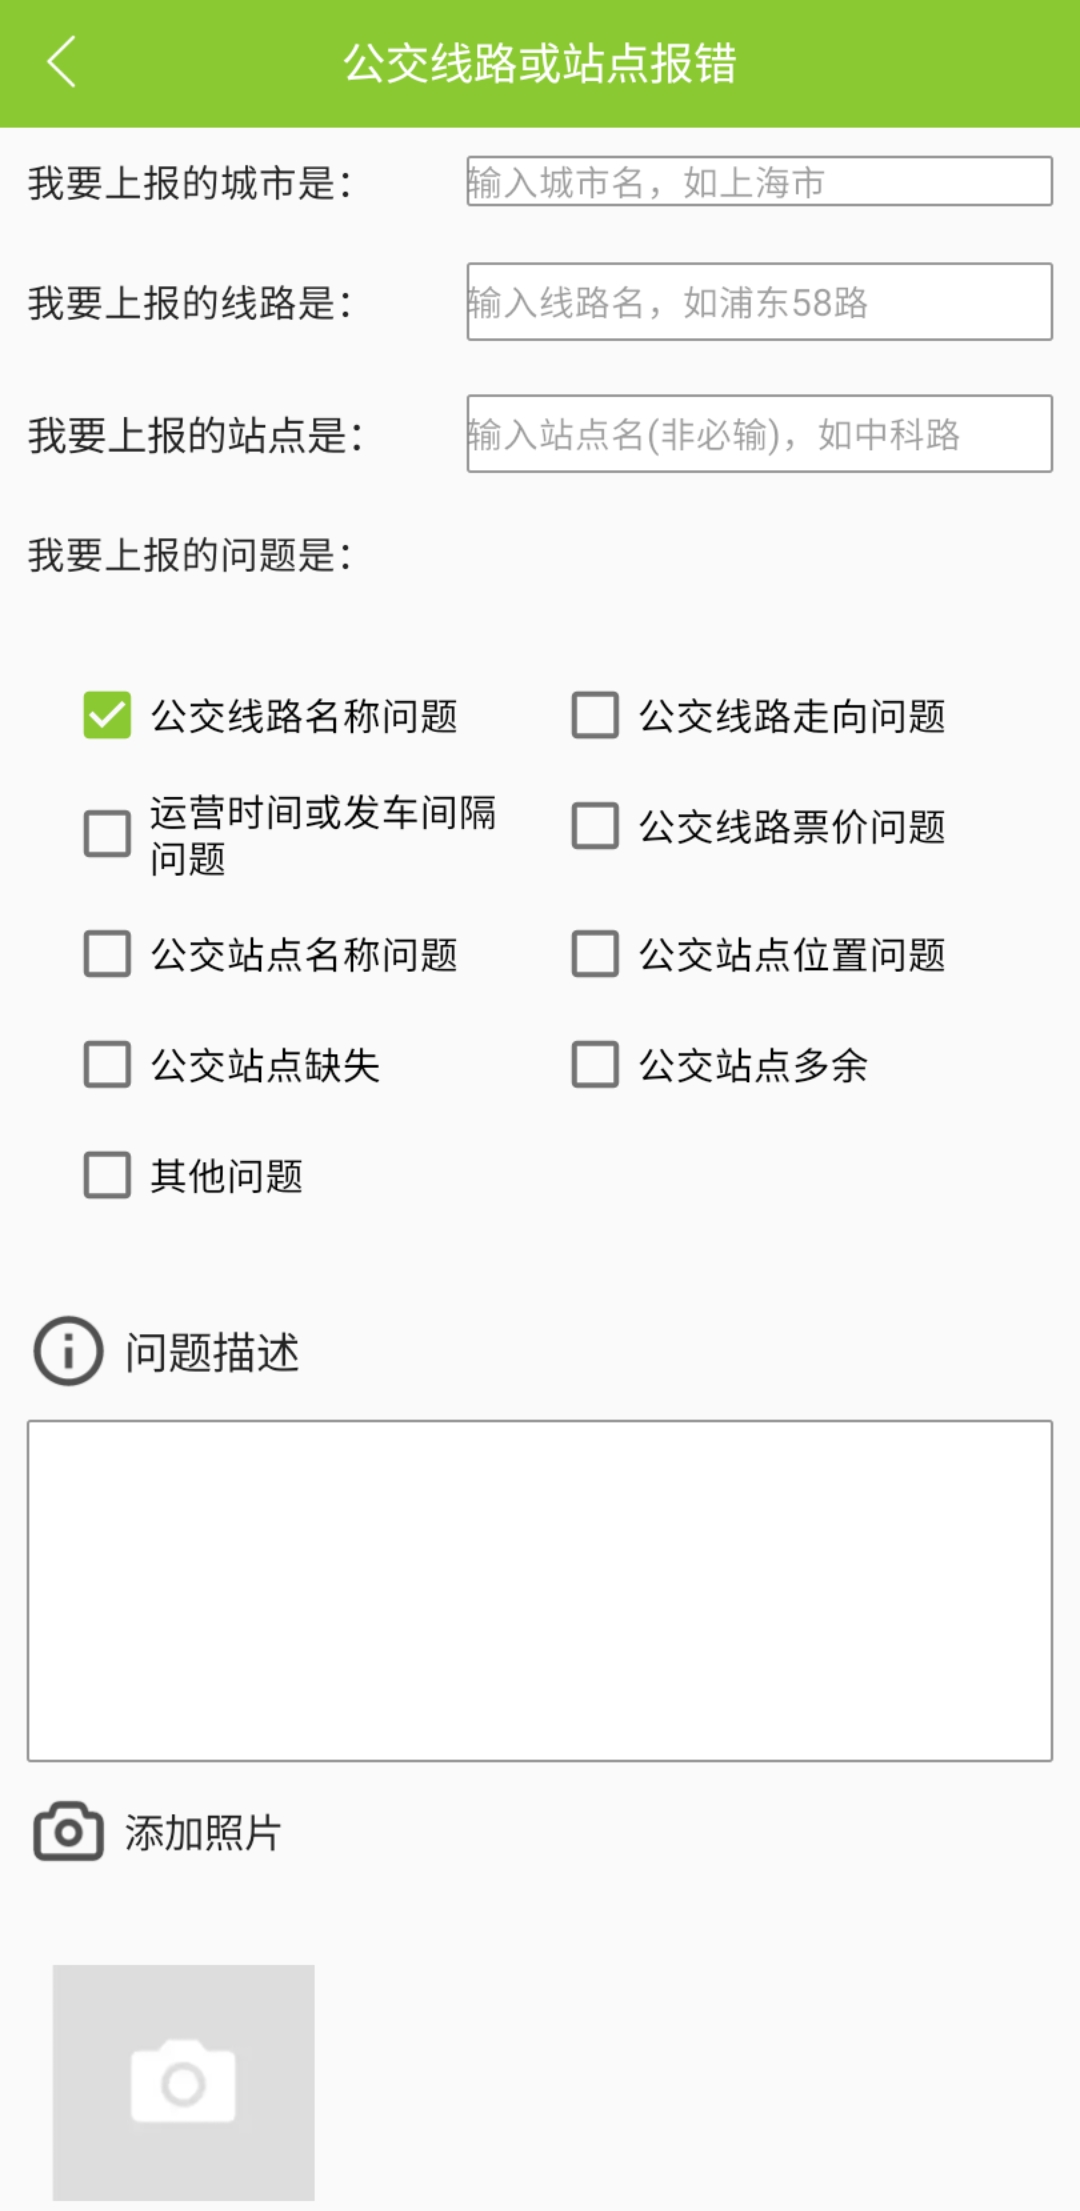 公交线路或站点报错
我要上报的城市是：
输入城市名，如上海市
我要上报的线路是：
输入线路名，如浦东58路
我要上报的站点是：
输入站点名(非必输)，如中科路
我要上报的问题是：
公交线路名称问题
公交线路走向问题
运营时间或发车间隔
问题
公交线路票价问题
公交站点名称问题
公交站点位置问题
公交站点缺失
公交站点多余
其他问题
问题描述
添加照片